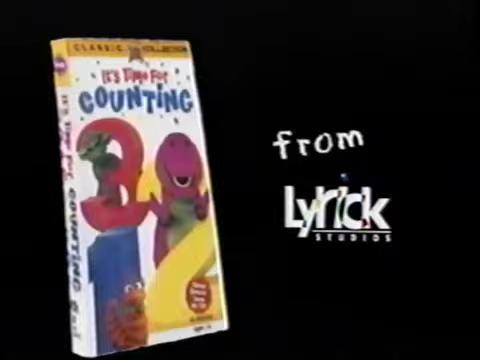 CLASSIC COLLECTION
It's Time For
COUNTING
It's Time For COUNTING
from
Lyrick
STUDIOS